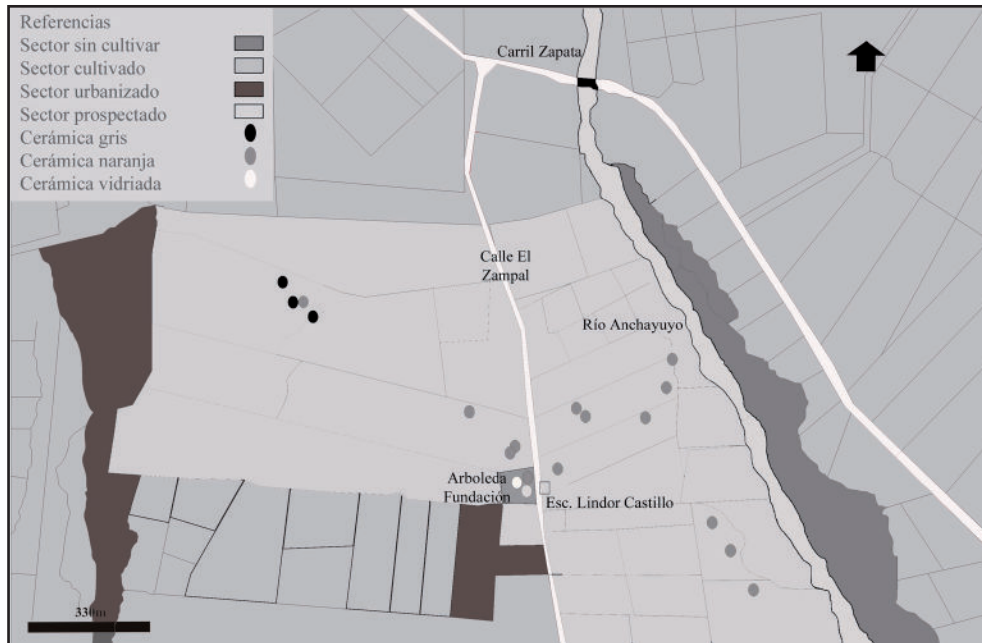 Referencias
Sector sin cultivar
Sector cultivado
Sector urbanizado
Sector prospectado
Cerámica gris
Cerámica naranja
Cerámica vidriada
Carril Zapata
Calle El
Zampal
Río Anchayuyo
Arboleda
Fundación
Esc. Lindor Castillo
330m